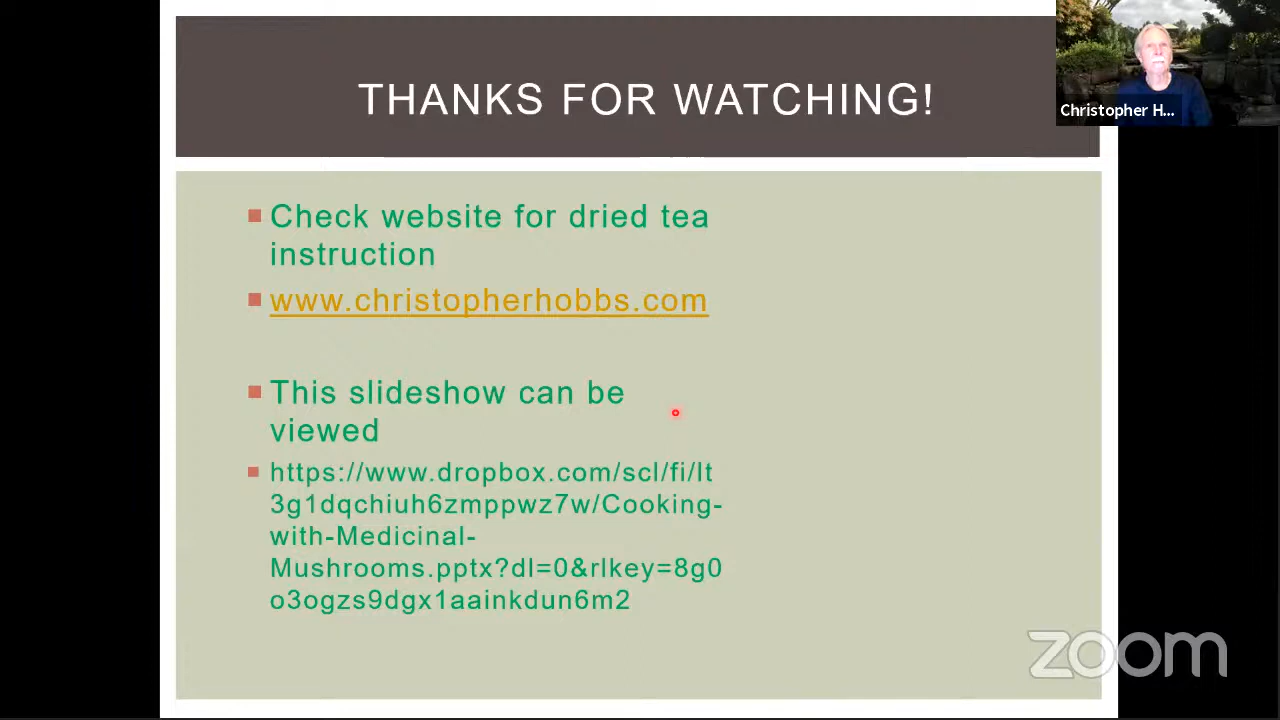 THANKS FOR WATCHING!
Christopher H...
Check website for dried tea
instruction
www.christopherhobbs.com
This slideshow can be
viewed
https://www.dropbox.com/scl/fi/lt
3g1dqchiuh6zmppwz7w/Cooking-
with-Medicinal-
Mushrooms.pptx?dl=0&rlkey=8g0
o3ogzs9dgx1aainkdun6m2
zoom